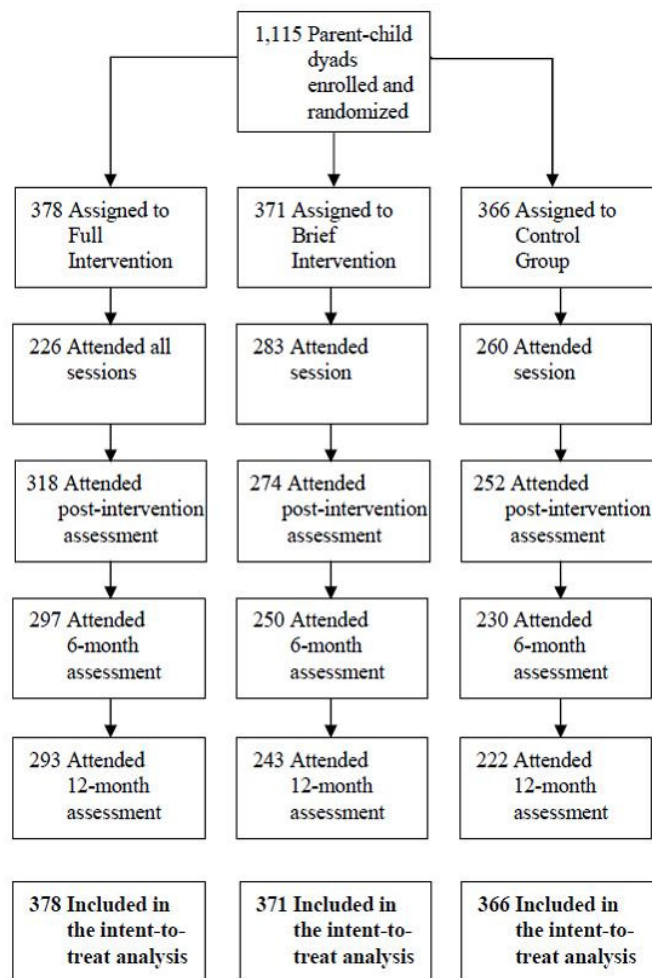 1,115 Parent-child
dyads
enrolled and
randomized
378 Assigned to
Full
Intervention
371 Assigned to
Brief
Intervention
366 Assigned to
Control
Group
226 Attended all
sessions
283 Attended
session
260 Attended
session
318 Attended
post-intervention
assessment
274 Attended
post-intervention
assessment
252 Attended
post-intervention
assessment
297 Attended
6-month
assessment
250 Attended
6-month
assessment
230 Attended
6-month
assessment
293 Attended
12-month
assessment
243 Attended
12-month
assessment
222 Attended
12-month
assessment
378 Included in
the intent-to-
treat analysis
371 Included in
the intent-to-
treat analysis
366 Included in
the intent-to-
treat analysis